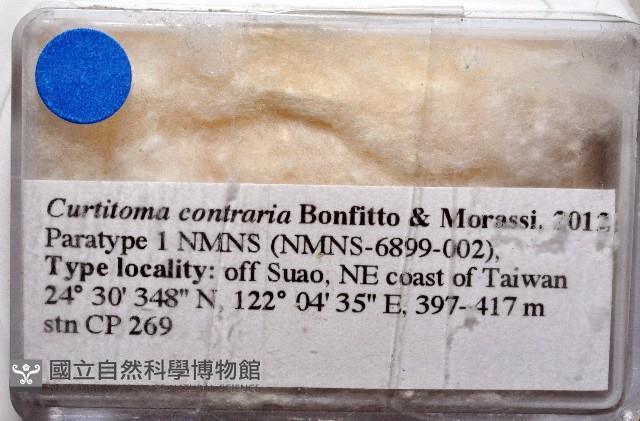 Curtitoma contraria Bonfitto & Morassi, 2012
Paratype 1 NMNS (NMNS-6899-002),
Type locality: off Suao, NE coast of Taiwan
24° 30' 348" N, 122° 04' 35" E, 397-417 m
stn CP 269
國立自然科學博物館
SCIENCE